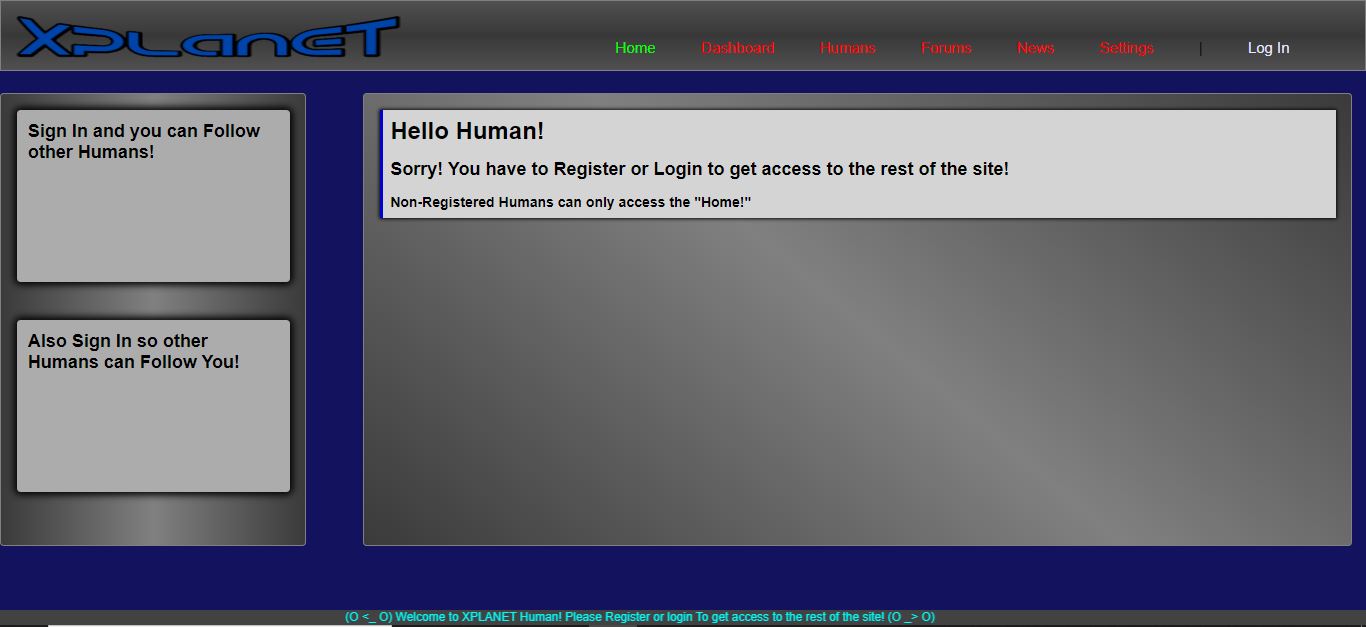 XPLANET
Home Dashboard Humans Forums News Settings | Log In
Sign In and you can Follow
other Humans!
Also Sign In so other
Humans can Follow You!
Hello Human!
Sorry! You have to Register or Login to get access to the rest of the site!
Non-Registered Humans can only access the "Home!"
(O <_ O) Welcome to XPLANET Human! Please Register or login To get access to the rest of the site! (O _> O)